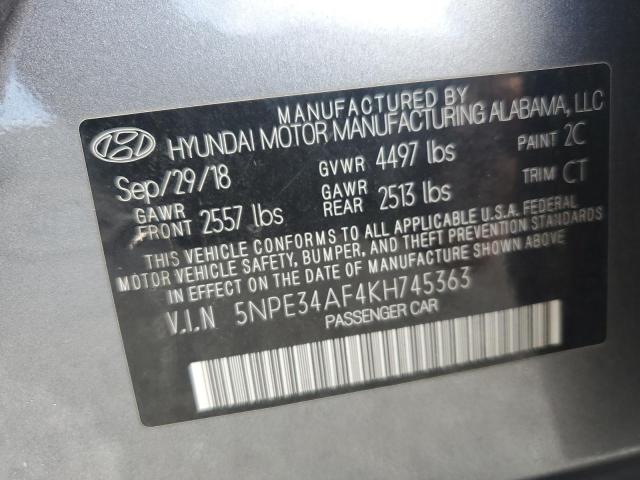 MANUFACTURED BY
HYUNDAI MOTOR MANUFACTURING ALABAMA, LLC
Sep/29/18 GVWR 4497 lbs PAINT 2C
GAWR FRONT 2557 lbs GAWR REAR 2513 lbs TRIM CT
THIS VEHICLE CONFORMS TO ALL APPLICABLE U.S.A. FEDERAL
MOTOR VEHICLE SAFETY, BUMPER, AND THEFT PREVENTION STANDARDS
IN EFFECT ON THE DATE OF MANUFACTURE SHOWN ABOVE
V.I.N 5NPE34AF4KH745363
PASSENGER CAR